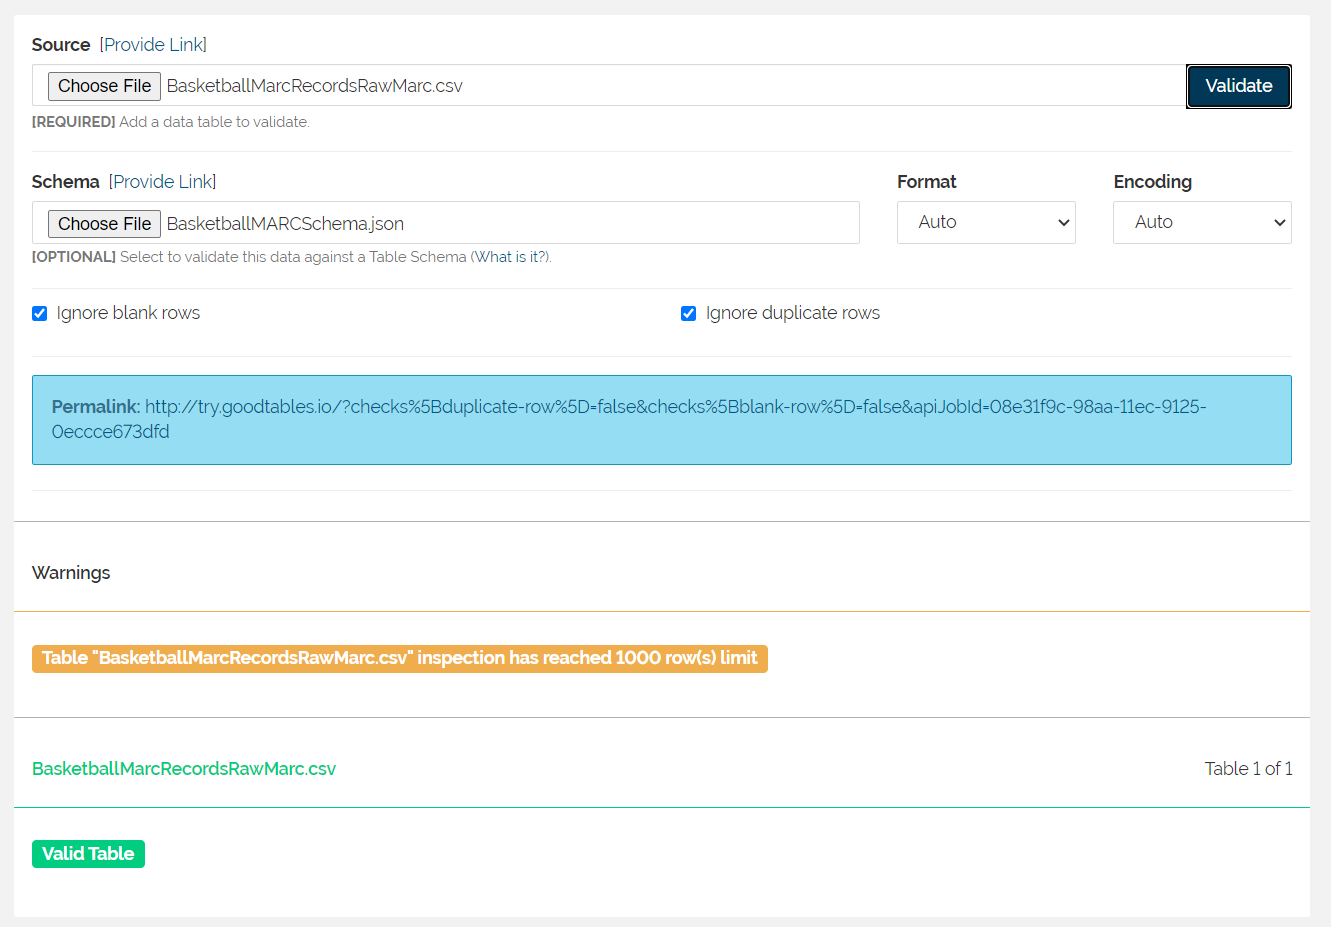 Source [Provide Link]
Choose File BasketballMarcRecordsRawMarc.csv Validate
[REQUIRED] Add a data table to validate.
Schema [Provide Link] Format Encoding
Choose File BasketballMARCSchema.json Auto Auto
[OPTIONAL] Select to validate this data against a Table Schema (What is it?).
Ignore blank rows Ignore duplicate rows
Permalink: http://try.goodtables.io/?checks%5Bduplicate-row%5D=false&checks%5Bblank-row%5D=false&apiJobId=08e31f9c-98aa-11ec-9125-
0eccce673dfd
Warnings
Table "BasketballMarcRecordsRawMarc.csv" inspection has reached 1000 row(s) limit
BasketballMarcRecordsRawMarc.csv Table 1 of 1
Valid Table